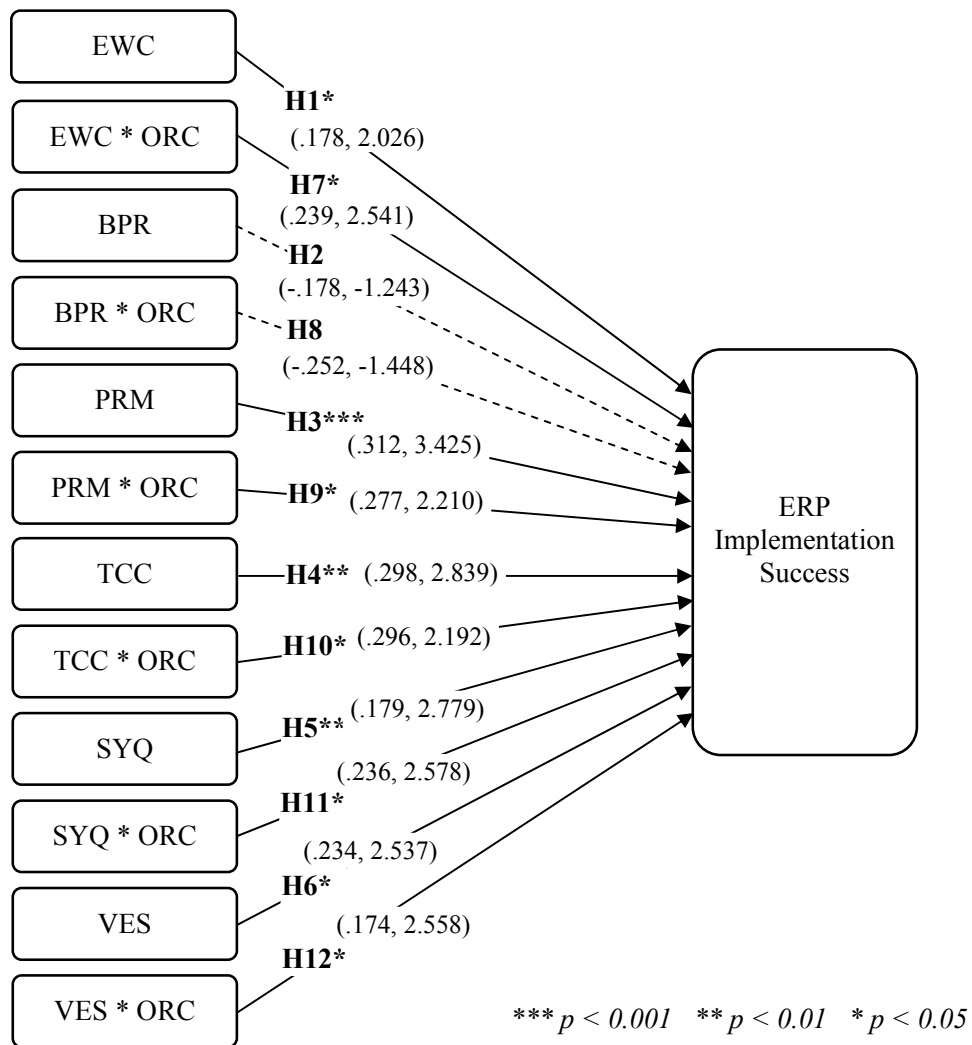 EWC
H1*
(.178, 2.026)
EWC * ORC
H7*
(.239, 2.541)
BPR
H2
(-.178, -1.243)
BPR * ORC
H8
(-.252, -1.448)
PRM
H3***
(.312, 3.425)
PRM * ORC
H9* (.277, 2.210)
TCC
H4** (.298, 2.839)
TCC * ORC
H10* (.296, 2.192)
SYQ
H5**
(.179, 2.779)
SYQ * ORC
H11*
(.236, 2.578)
VES
H6*
(.234, 2.537)
VES * ORC
H12*
(.174, 2.558)
ERP
Implementation
Success
*** p < 0.001 ** p < 0.01 * p < 0.05